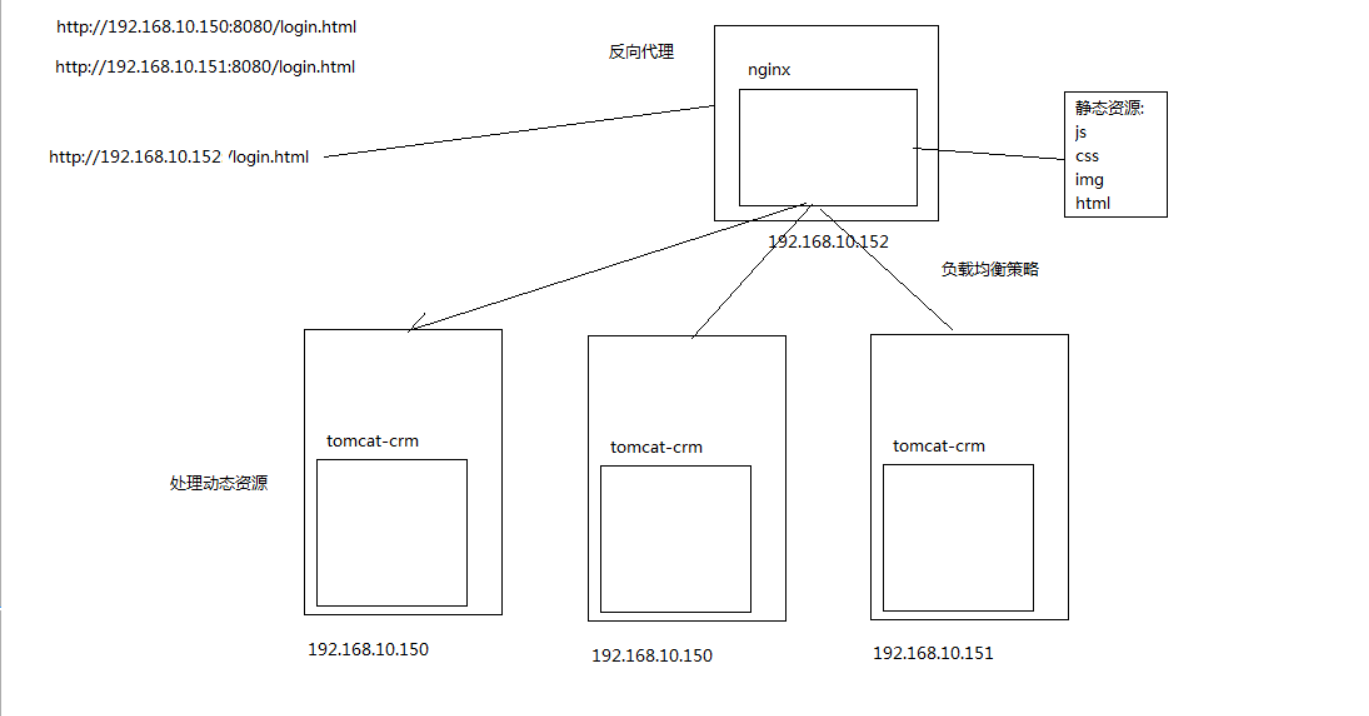 http://192.168.10.150:8080/login.html
反向代理
http://192.168.10.151:8080/login.html
nginx
静态资源:
js
css
img
html
http://192.168.10.152 /login.html
192.168.10.152
负载均衡策略
tomcat-crm
tomcat-crm
tomcat-crm
处理动态资源
192.168.10.150
192.168.10.150
192.168.10.151